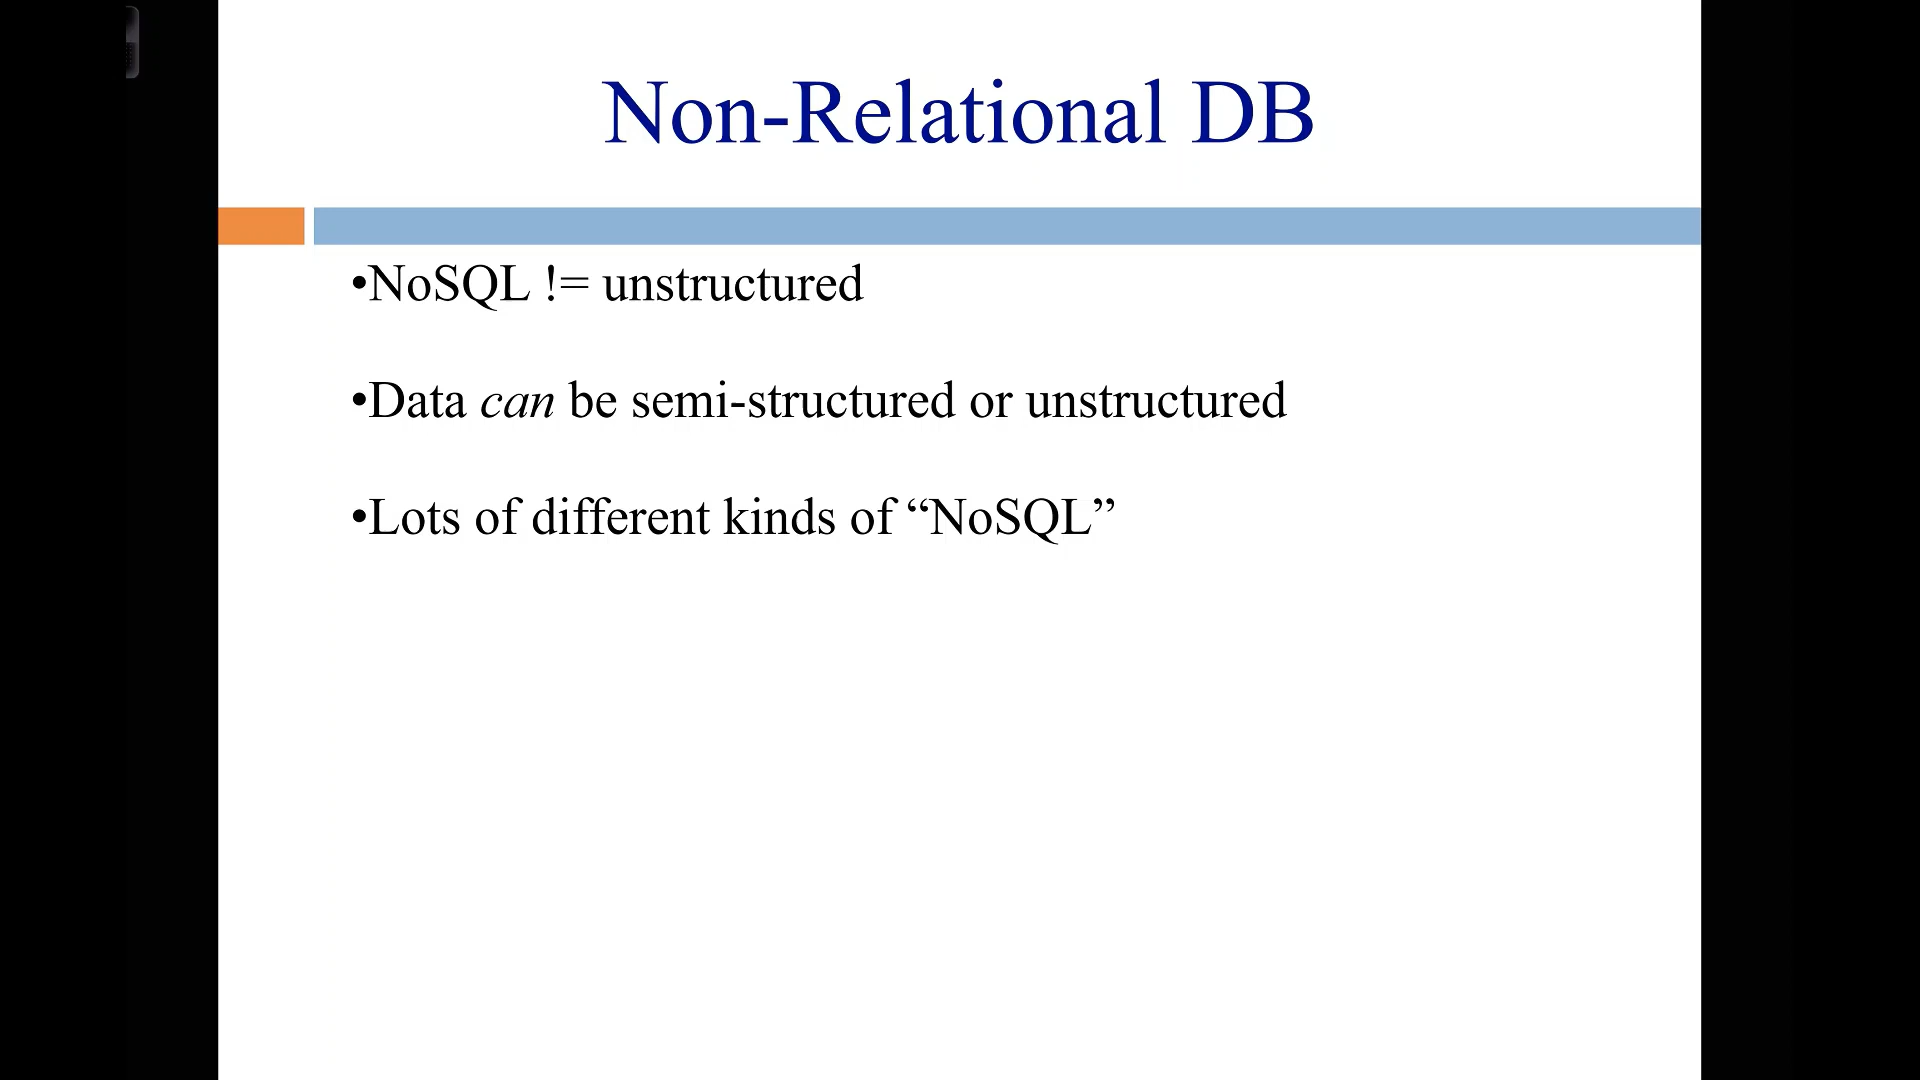 Non-Relational DB
•NoSQL != unstructured
•Data can be semi-structured or unstructured
•Lots of different kinds of “NoSQL”